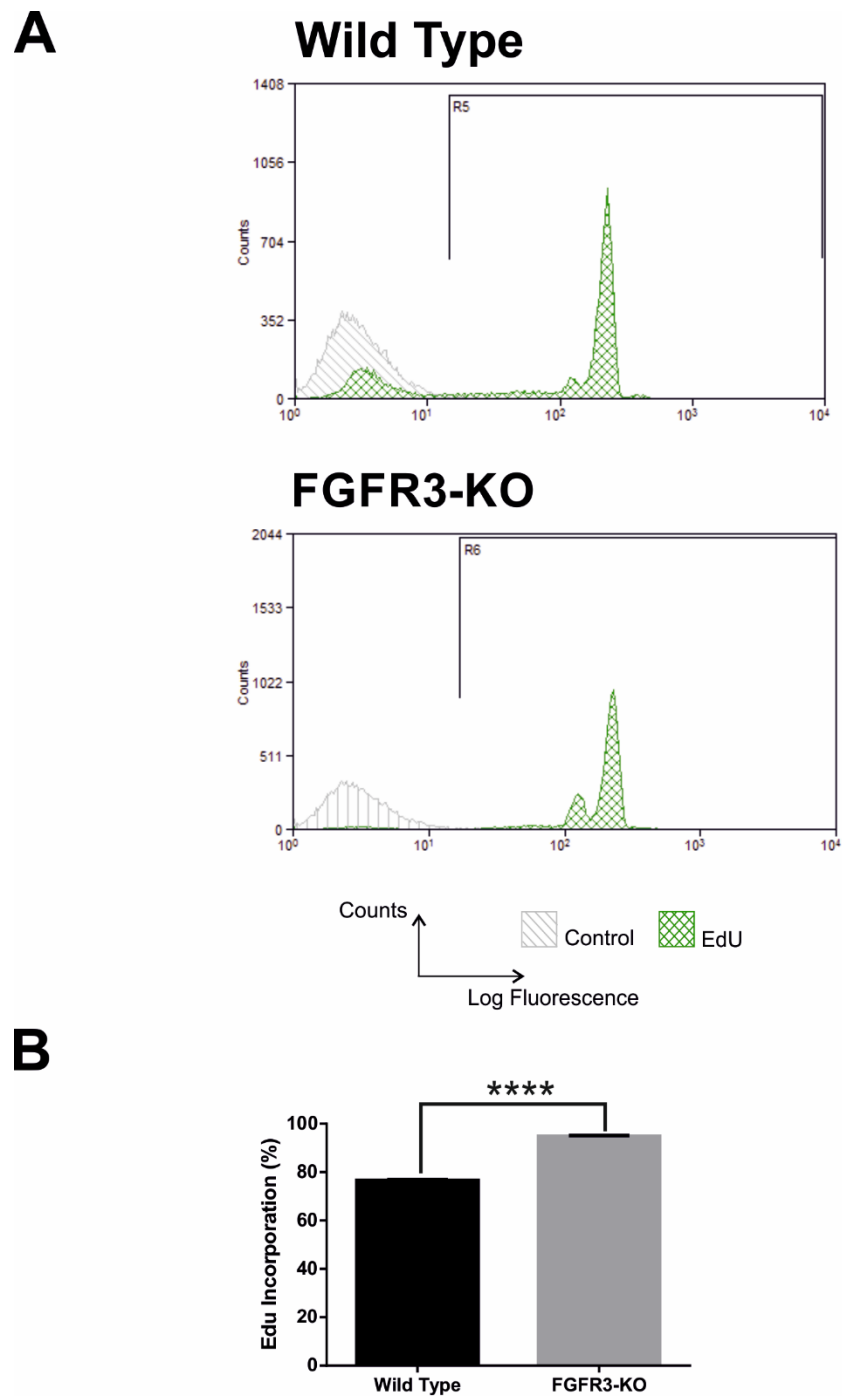 A
Wild Type
1408
1056
704
352
0
Counts
R5
10⁰ 10¹ 10² 10³ 10⁴
FGFR3-KO
2044
1533
1022
511
0
Counts
R6
10⁰ 10¹ 10² 10³ 10⁴
Counts
Log Fluorescence
Control
EdU
B
****
100
80
60
40
20
0
Edu Incorporation (%)
Wild Type FGFR3-KO